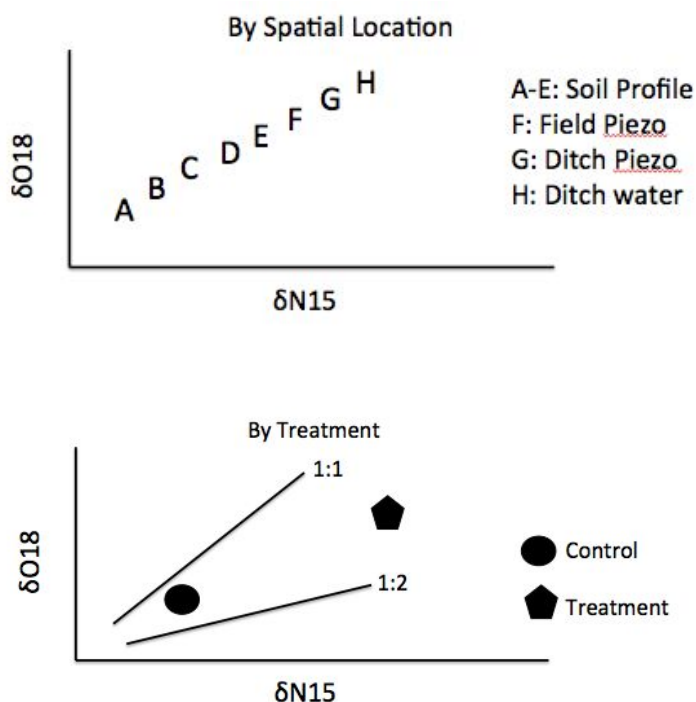 By Spatial Location
δO18
A
B
C
D
E
F
G
H
A-E: Soil Profile
F: Field Piezo
G: Ditch Piezo
H: Ditch water
δN15
By Treatment
δO18
1:1
1:2
Control
Treatment
δN15